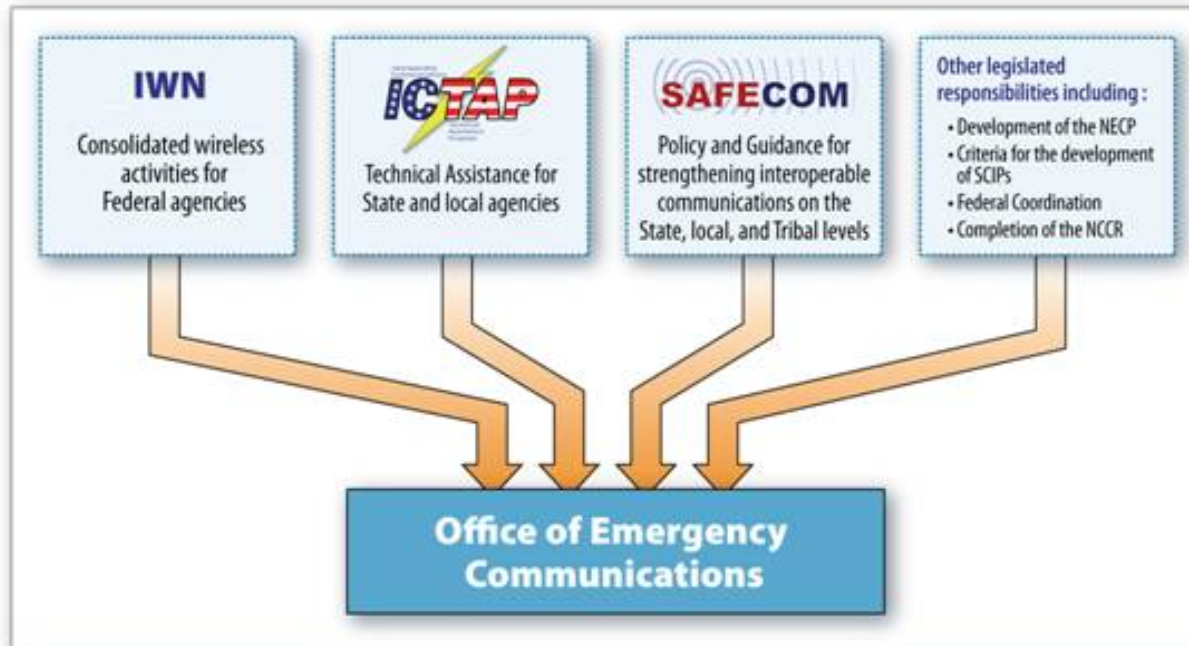 IWN
Consolidated wireless
activities for
Federal agencies
ICTAP
Technical Assistance for
State and local agencies
SAFECOM
Policy and Guidance for
strengthening interoperable
communications on the
State, local, and Tribal levels
Other legislated
responsibilities including :
• Development of the NECP
• Criteria for the development
of SCIPs
• Federal Coordination
• Completion of the NCCR
Office of Emergency
Communications